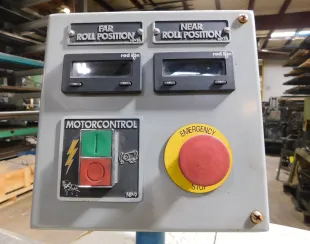 FAR
ROLL POSITION
NEAR
ROLL POSITION
red lion
red lion
MOTORCONTROL
I
O
EMERGENCY
STOP